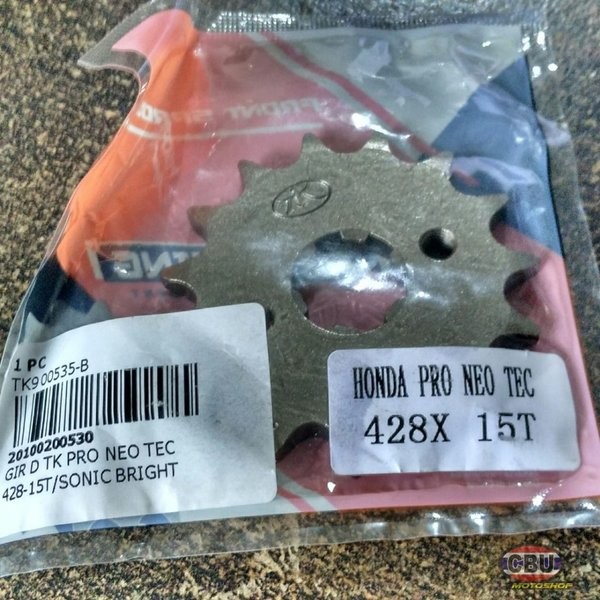 TK
1 PC
TK9 00535-B
20100200530
GIR D TK PRO NEO TEC
428-15T/SONIC BRIGHT
HONDA PRO NEO TEC
428X 15T
CBU
MOTOSHOP